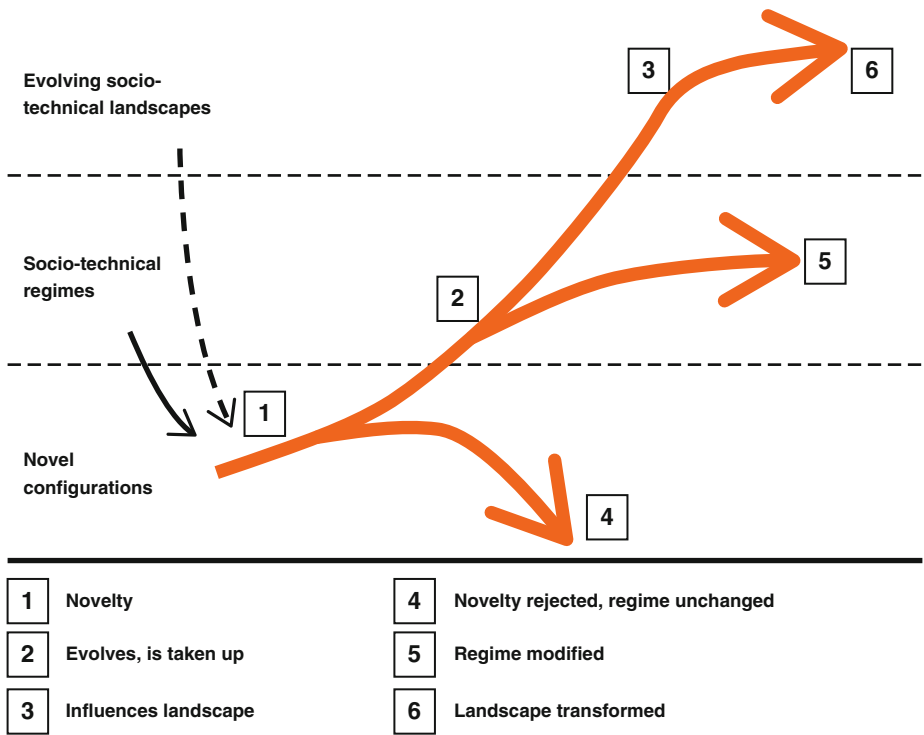 Evolving socio-
technical landscapes
3
6
Socio-technical
regimes
2
5
1
Novel
configurations
4
1 Novelty
4 Novelty rejected, regime unchanged
2 Evolves, is taken up
5 Regime modified
3 Influences landscape
6 Landscape transformed